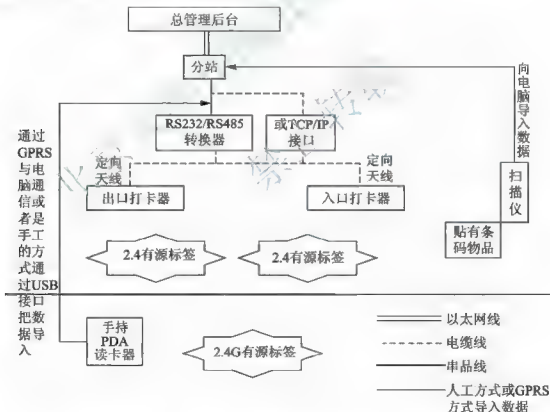 总管理后台
分站
RS232/RS485
转换器
或TCP/IP
接口
定向
天线
定向
天线
出口打卡器
入口打卡器
2.4有源标签
2.4有源标签
向电脑导入数据
扫描仪
贴有条
码物品
通过
GPRS
与电
脑通
信或
者是
手工
的方
式通
过USB
接口
把数
据导
入
手持
PDA
读卡器
2.4G有源标签
以太网线
电缆线
串品线
人工方式或GPRS
方式导入数据